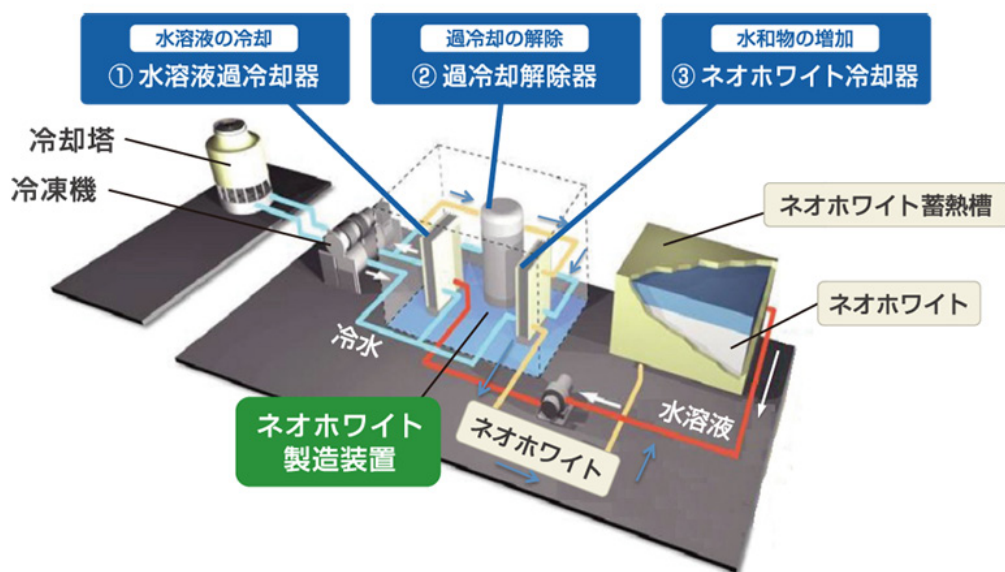 水溶液の冷却
① 水溶液過冷却器
過冷却の解除
② 過冷却解除器
水和物の増加
③ ネオホワイト冷却器
冷却塔
冷凍機
ネオホワイト蓄熱槽
ネオホワイト
冷水
水溶液
ネオホワイト
製造装置
ネオホワイト